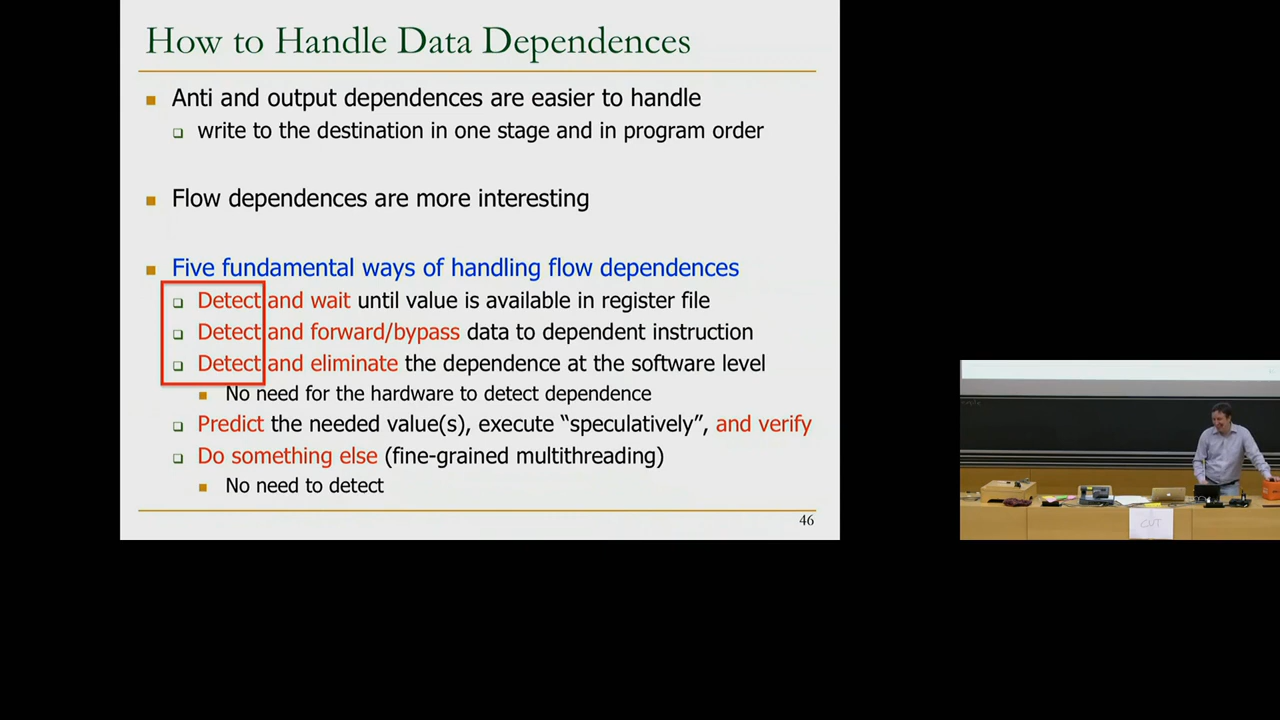 How to Handle Data Dependences
Anti and output dependences are easier to handle
write to the destination in one stage and in program order
Flow dependences are more interesting
Five fundamental ways of handling flow dependences
Detect and wait until value is available in register file
Detect and forward/bypass data to dependent instruction
Detect and eliminate the dependence at the software level
No need for the hardware to detect dependence
Predict the needed value(s), execute “speculatively”, and verify
Do something else (fine-grained multithreading)
No need to detect
46